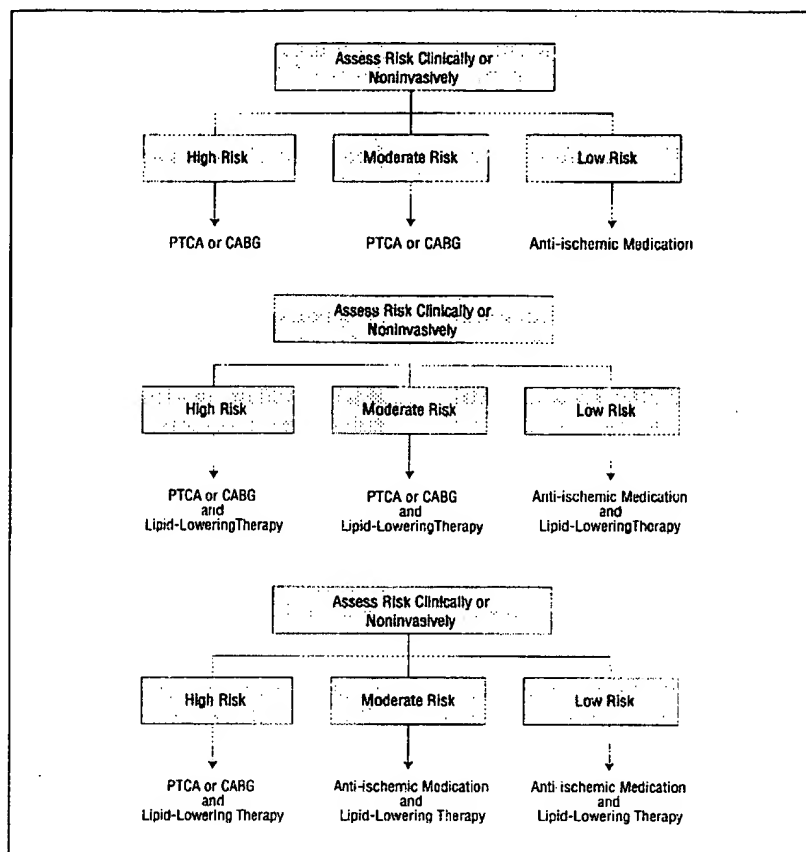 Assess Risk Clinically or
Noninvasively
High Risk Moderate Risk Low Risk
PTCA or CABG PTCA or CABG Anti-ischemic Medication
Assess Risk Clinically or
Noninvasively
High Risk Moderate Risk Low Risk
PTCA or CABG PTCA or CABG Anti-ischemic Medication
and and and
Lipid-LoweringTherapy Lipid-LoweringTherapy Lipid-LoweringTherapy
Assess Risk Clinically or
Noninvasively
High Risk Moderate Risk Low Risk
PTCA or CABG Anti-ischemic Medication Anti-ischemic Medication
and and and
Lipid-Lowering Therapy Lipid-Lowering Therapy Lipid-Lowering Therapy